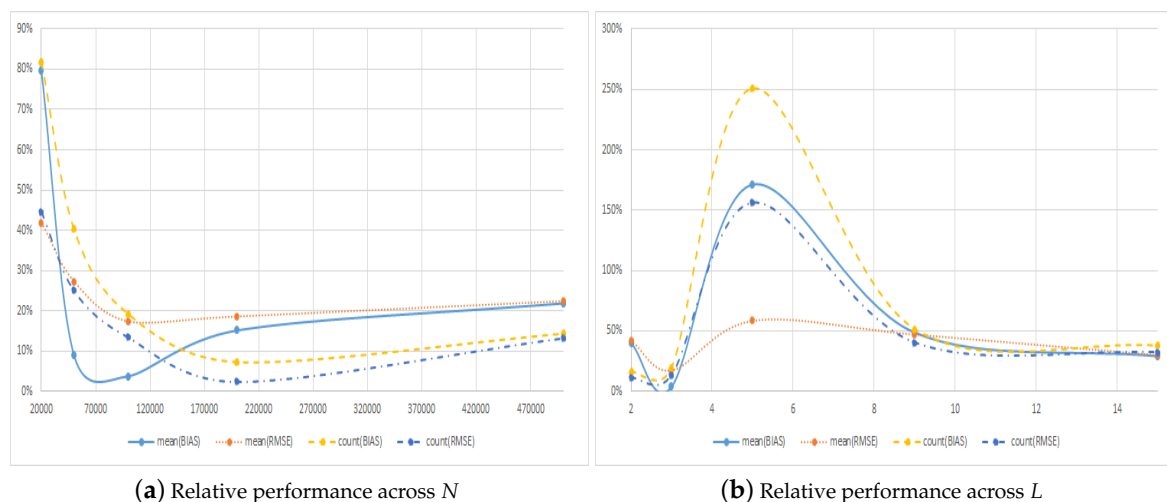 90%
80%
70%
60%
50%
40%
30%
20%
10%
0%
20000 70000 120000 170000 220000 270000 320000 370000 420000 470000
mean(BIAS) mean(RMSE) count(BIAS) count(RMSE)
(a) Relative performance across N
300%
250%
200%
150%
100%
50%
0%
2 4 6 8 10 12 14
mean(BIAS) mean(RMSE) count(BIAS) count(RMSE)
(b) Relative performance across L